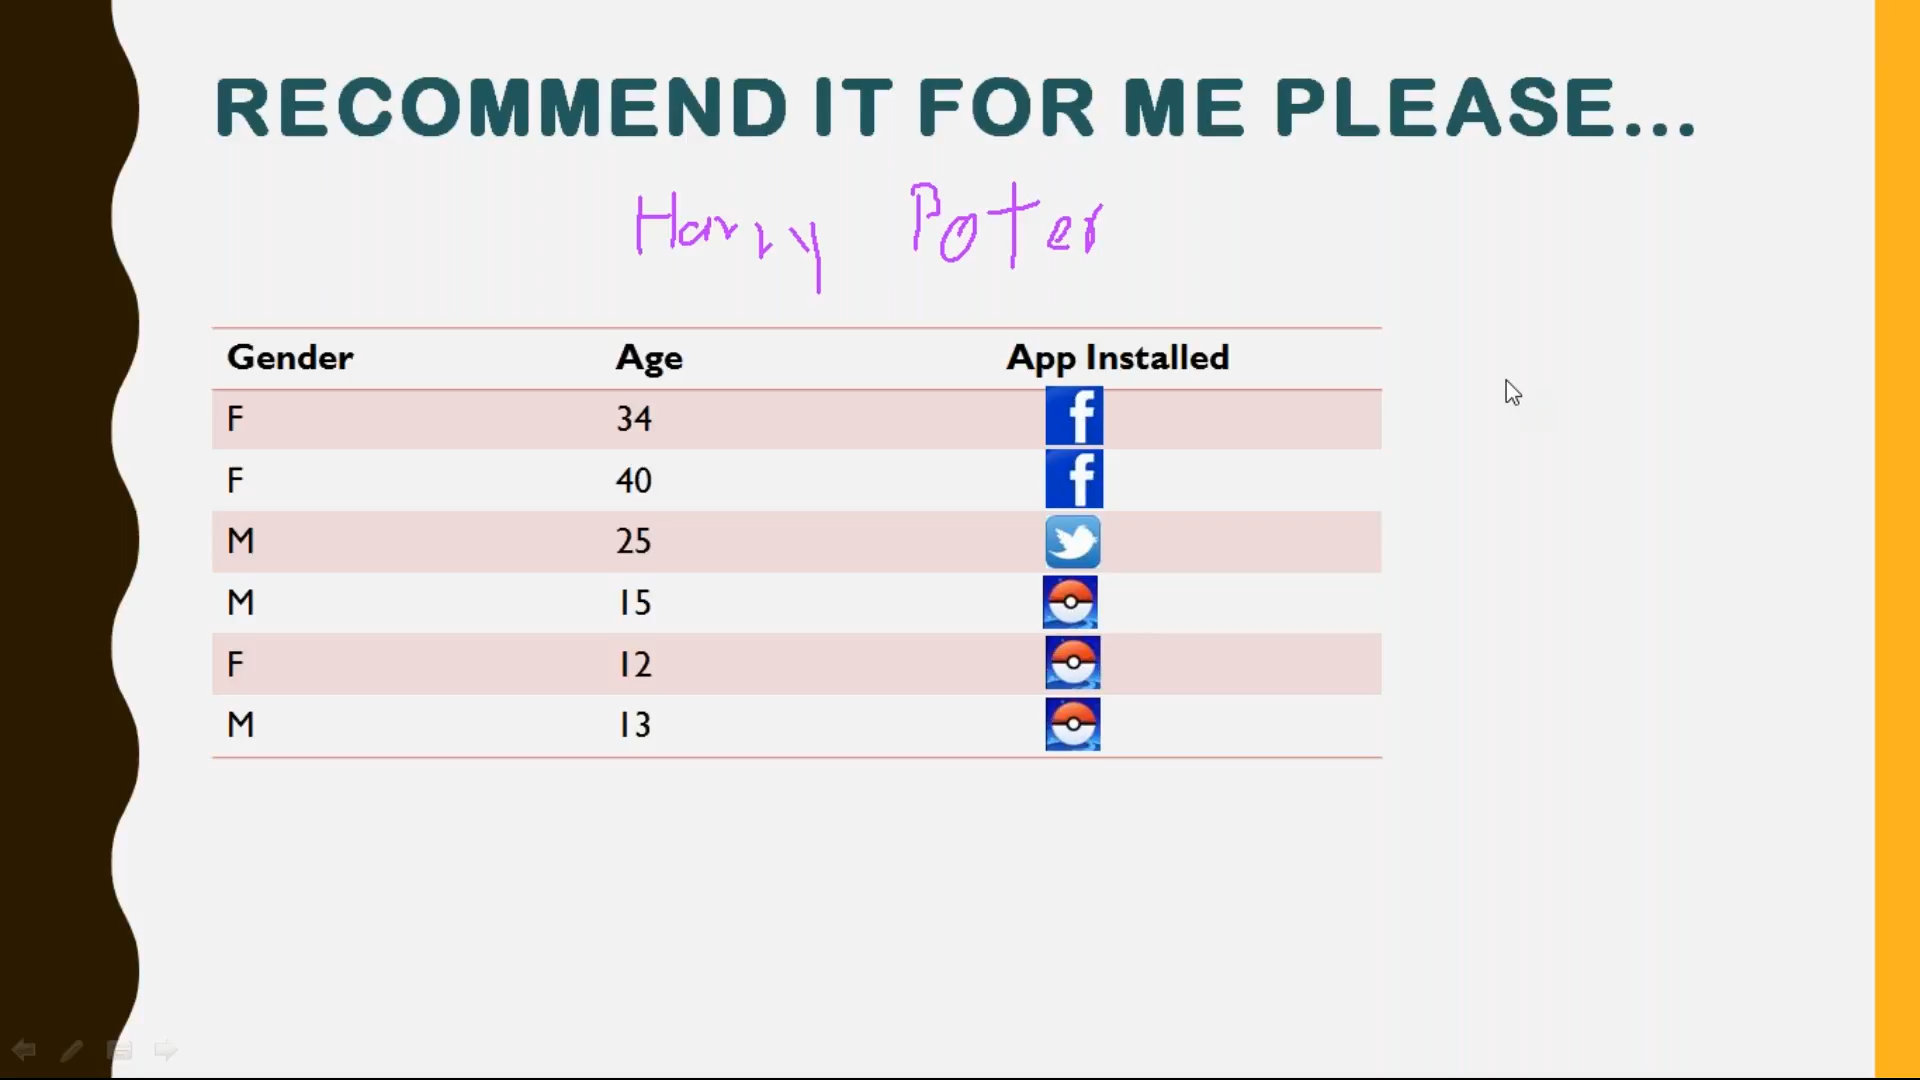 RECOMMEND IT FOR ME PLEASE...
Harry Poter
Gender Age App Installed
F 34 f
F 40 f
M 25
M 15
F 12
M 13